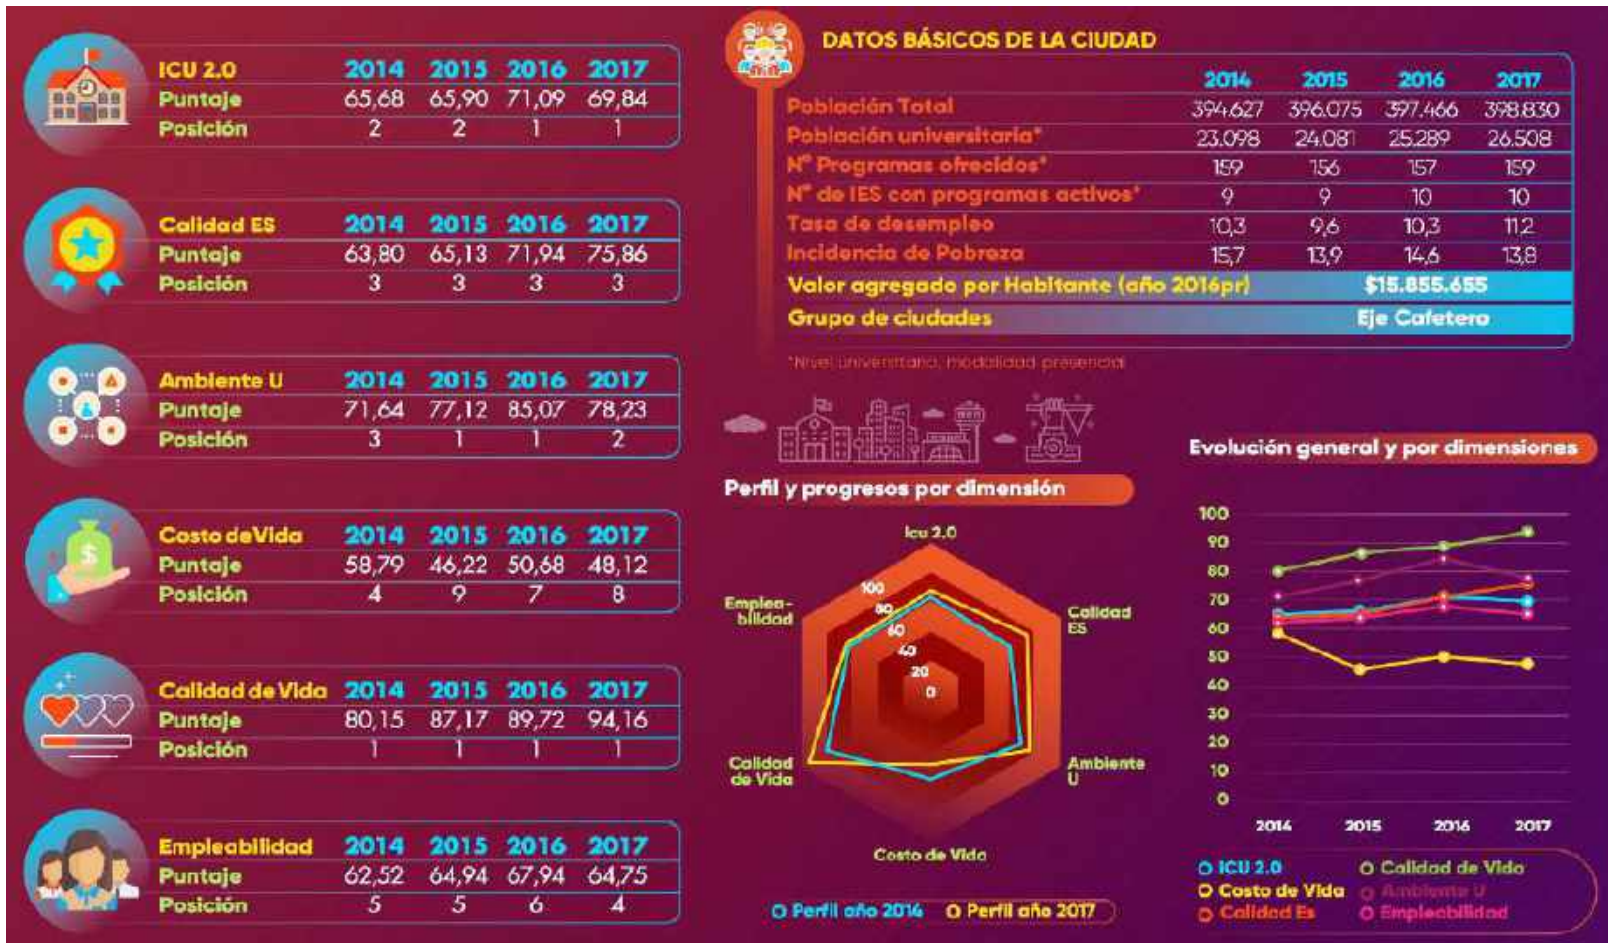 ICU 2.0 2014 2015 2016 2017
Puntaje 65,68 65,90 71,09 69,84
Posición 2 2 1 1
Calidad ES 2014 2015 2016 2017
Puntaje 63,80 65,13 71,94 75,86
Posición 3 3 3 3
Ambiente U 2014 2015 2016 2017
Puntaje 71,64 77,12 85,07 78,23
Posición 3 1 1 2
Costo de Vida 2014 2015 2016 2017
Puntaje 58,79 46,22 50,68 48,12
Posición 4 9 7 8
Calidad de Vida 2014 2015 2016 2017
Puntaje 80,15 87,17 89,72 94,16
Posición 1 1 1 1
Empleabilidad 2014 2015 2016 2017
Puntaje 62,52 64,94 67,94 64,75
Posición 5 5 6 4
DATOS BÁSICOS DE LA CIUDAD
2014 2015 2016 2017
Población Total 394.627 396.075 397.466 398.830
Población universitaria* 23.098 24.081 25.289 26.508
N° Programas ofrecidos* 159 156 157 159
N° de IES con programas activos* 9 9 10 10
Tasa de desempleo 10,3 9,6 10,3 11,2
Incidencia de Pobreza 15,7 13,9 14,6 13,8
Valor agregado por Habitante (año 2016pr) $15.855.655
Grupo de ciudades Eje Cafetero
*Nivel universitario, modalidad presencial
Perfil y progresos por dimensión
Icu 2.0
Calidad
ES
Ambiente
U
Costo de Vida
Calidad
de Vida
Emplea-
bilidad
100
80
60
40
20
0
Perfil año 2014 Perfil año 2017
Evolución general y por dimensiones
100
90
80
70
60
50
40
30
20
10
0
2014 2015 2016 2017
ICU 2.0 Calidad de Vida
Costo de Vida Ambiente U
Calidad Es Empleabilidad